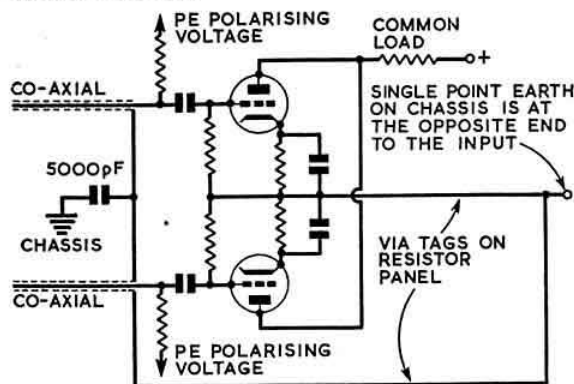 PE POLARISING
VOLTAGE
COMMON
LOAD
+
CO-AXIAL
SINGLE POINT EARTH
ON CHASSIS IS AT
THE OPPOSITE END
TO THE INPUT
5000pF
CHASSIS
VIA TAGS ON
RESISTOR
PANEL
CO-AXIAL
PE POLARISING
VOLTAGE